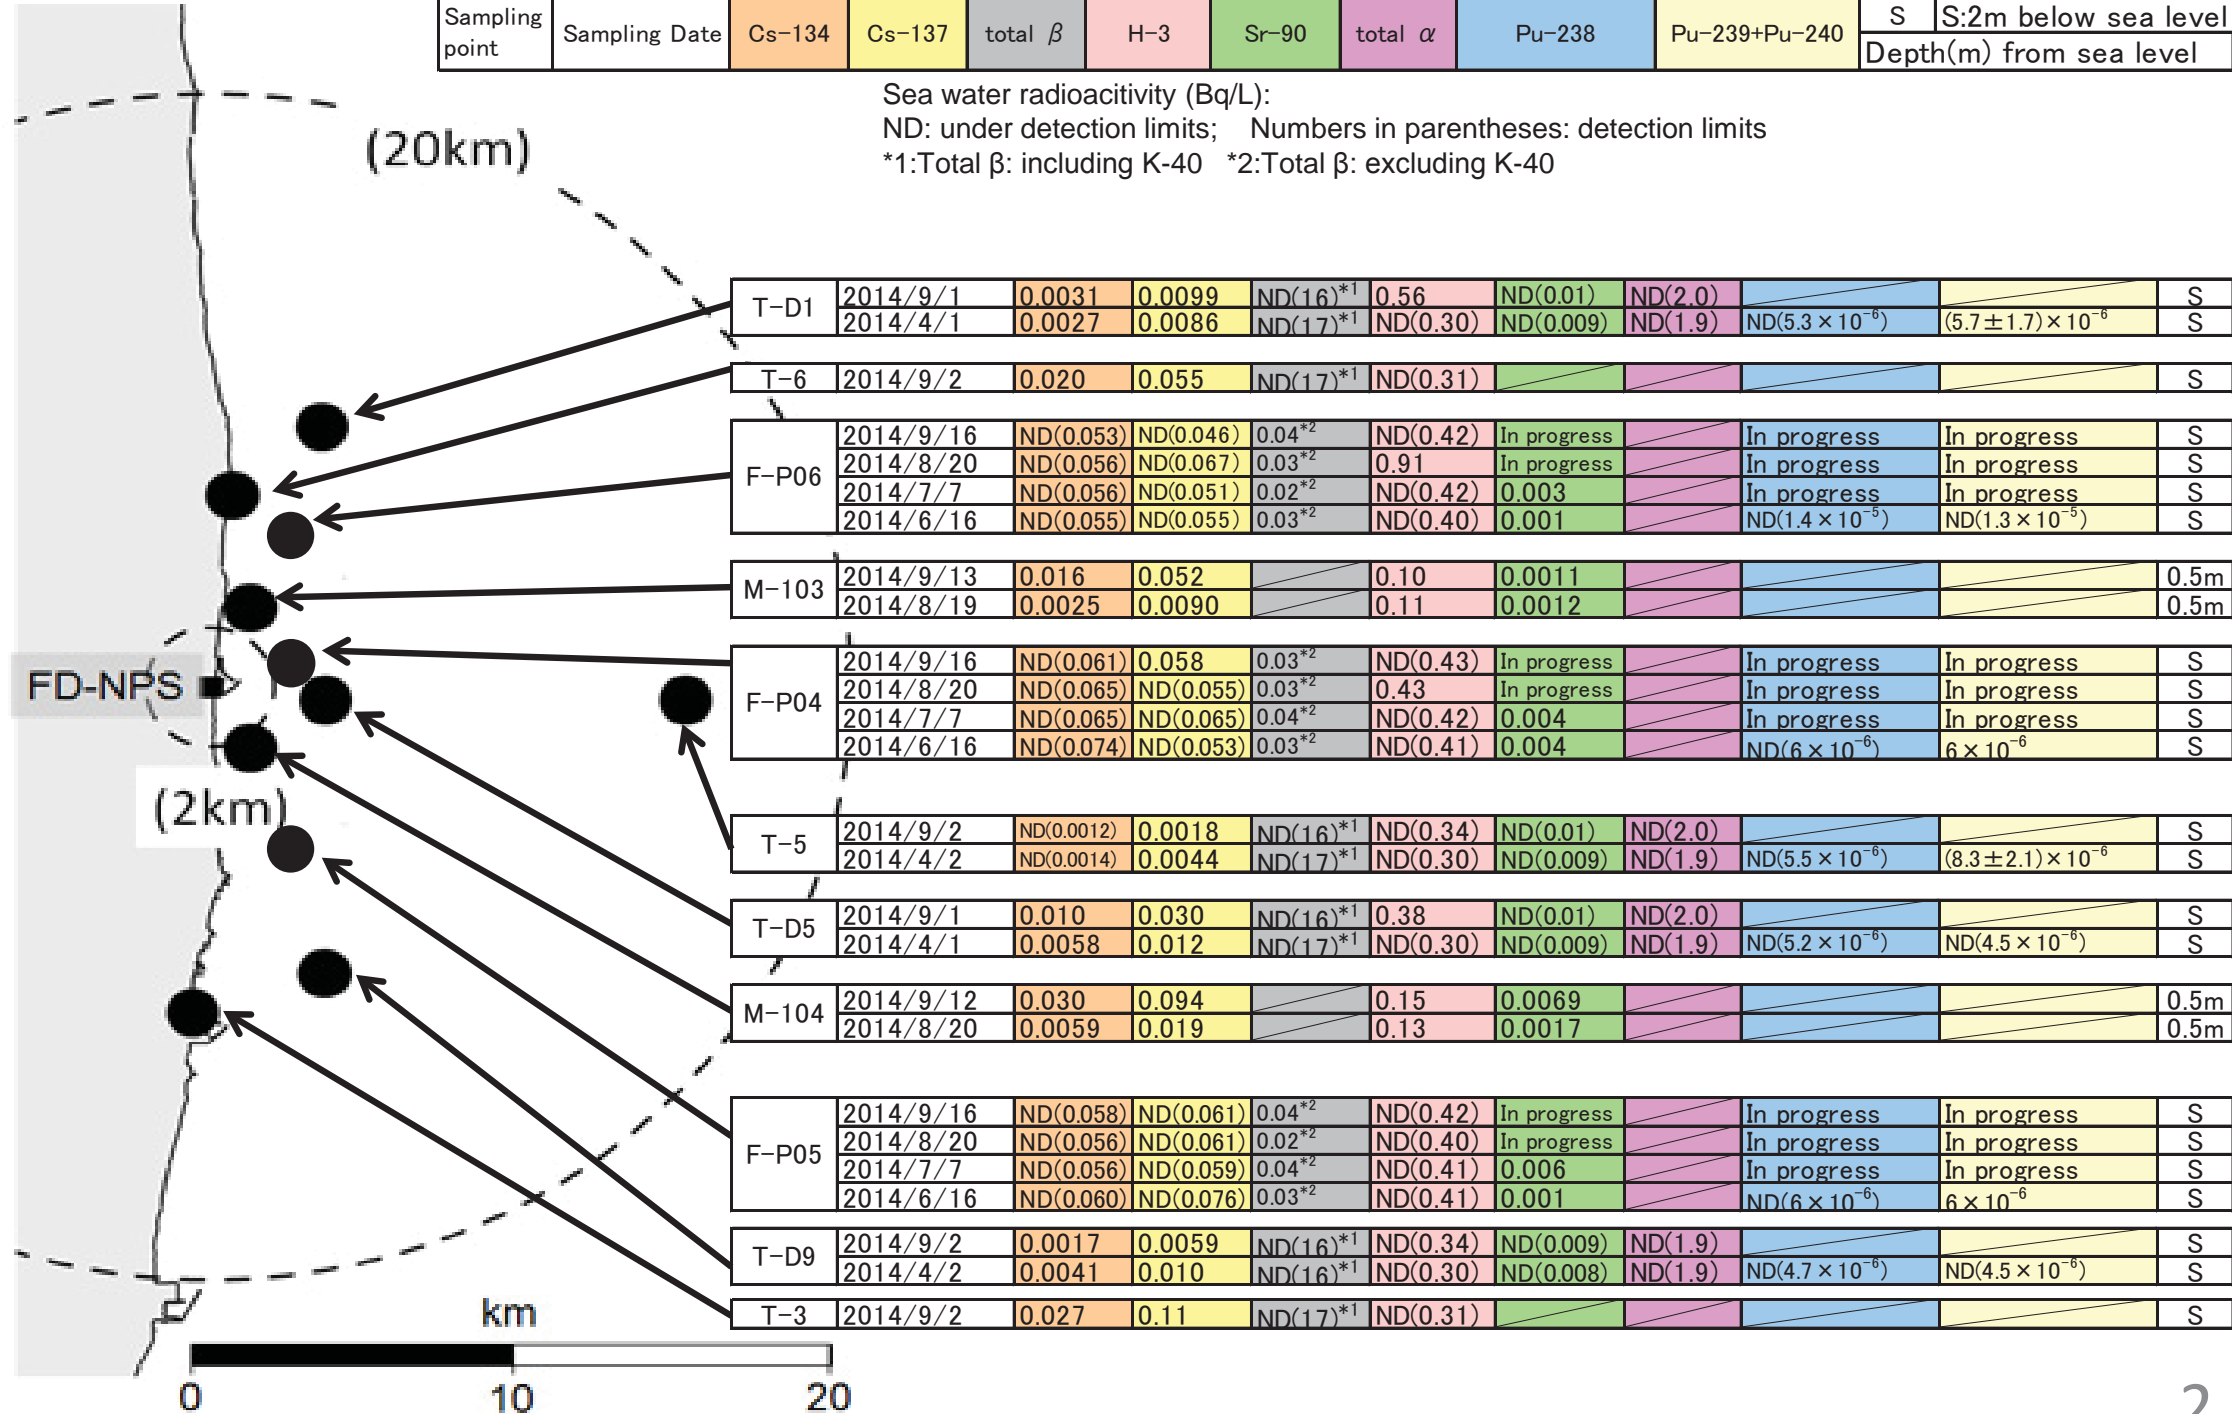 Sampling point | Sampling Date | Cs-134 | Cs-137 | total β | H-3 | Sr-90 | total α | Pu-238 | Pu-239+Pu-240 | S | S:2m below sea level
Depth(m) from sea level
Sea water radioacitivity (Bq/L):
ND: under detection limits; Numbers in parentheses: detection limits
*1:Total β: including K-40 *2:Total β: excluding K-40
(20km)
T-D1
2014/9/1 0.0031 0.0099 ND(16)*1 0.56 ND(0.01) ND(2.0) S
2014/4/1 0.0027 0.0086 ND(17)*1 ND(0.30) ND(0.009) ND(1.9) ND(5.3×10⁻⁶) (5.7±1.7)×10⁻⁶ S
T-6 2014/9/2 0.020 0.055 ND(17)*1 ND(0.31) S
F-P06
2014/9/16 ND(0.053) ND(0.046) 0.04*2 ND(0.42) In progress In progress In progress S
2014/8/20 ND(0.056) ND(0.067) 0.03*2 0.91 In progress In progress In progress S
2014/7/7 ND(0.056) ND(0.051) 0.02*2 ND(0.42) 0.003 In progress In progress S
2014/6/16 ND(0.055) ND(0.055) 0.03*2 ND(0.40) 0.001 ND(1.4×10⁻⁵) ND(1.3×10⁻⁵) S
M-103
2014/9/13 0.016 0.052 0.10 0.0011 0.5m
2014/8/19 0.0025 0.0090 0.11 0.0012 0.5m
FD-NPS
F-P04
2014/9/16 ND(0.061) 0.058 0.03*2 ND(0.43) In progress In progress In progress S
2014/8/20 ND(0.065) ND(0.055) 0.03*2 0.43 In progress In progress In progress S
2014/7/7 ND(0.065) ND(0.065) 0.04*2 ND(0.42) 0.004 In progress In progress S
2014/6/16 ND(0.074) ND(0.053) 0.03*2 ND(0.41) 0.004 ND(6×10⁻⁶) 6×10⁻⁶ S
(2km)
T-5
2014/9/2 ND(0.0012) 0.0018 ND(16)*1 ND(0.34) ND(0.01) ND(2.0) S
2014/4/2 ND(0.0014) 0.0044 ND(17)*1 ND(0.30) ND(0.009) ND(1.9) ND(5.5×10⁻⁶) (8.3±2.1)×10⁻⁶ S
T-D5
2014/9/1 0.010 0.030 ND(16)*1 0.38 ND(0.01) ND(2.0) S
2014/4/1 0.0058 0.012 ND(17)*1 ND(0.30) ND(0.009) ND(1.9) ND(5.2×10⁻⁶) ND(4.5×10⁻⁶) S
M-104
2014/9/12 0.030 0.094 0.15 0.0069 0.5m
2014/8/20 0.0059 0.019 0.13 0.0017 0.5m
F-P05
2014/9/16 ND(0.058) ND(0.061) 0.04*2 ND(0.42) In progress In progress In progress S
2014/8/20 ND(0.056) ND(0.061) 0.02*2 ND(0.40) In progress In progress In progress S
2014/7/7 ND(0.056) ND(0.059) 0.04*2 ND(0.41) 0.006 In progress In progress S
2014/6/16 ND(0.060) ND(0.076) 0.03*2 ND(0.41) 0.001 ND(6×10⁻⁶) 6×10⁻⁶ S
T-D9
2014/9/2 0.0017 0.0059 ND(16)*1 ND(0.34) ND(0.009) ND(1.9) S
2014/4/2 0.0041 0.010 ND(16)*1 ND(0.30) ND(0.008) ND(1.9) ND(4.7×10⁻⁶) ND(4.5×10⁻⁶) S
T-3 2014/9/2 0.027 0.11 ND(17)*1 ND(0.31) S
km
0 10 20
2